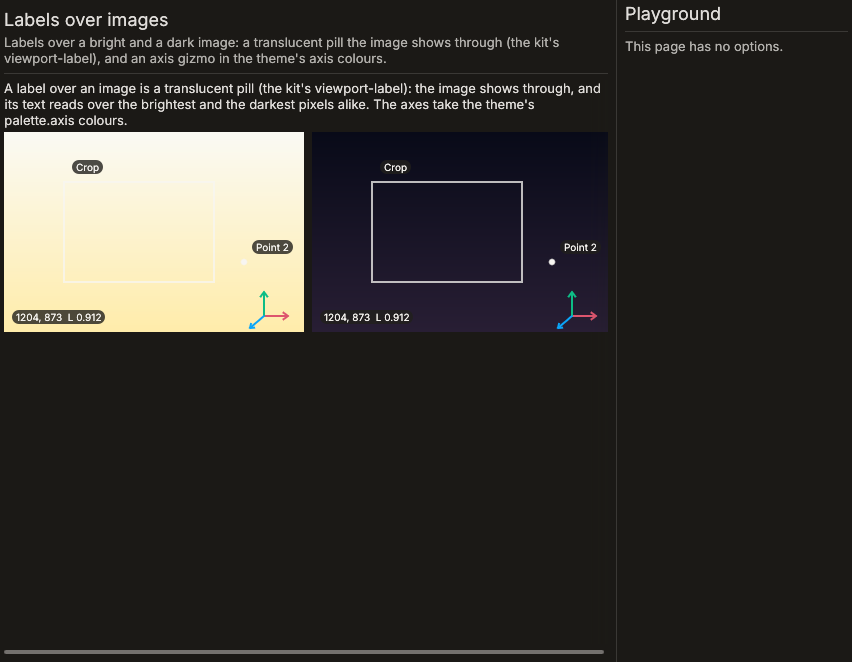 Labels over images
Labels over a bright and a dark image: a translucent pill the image shows through (the kit's
viewport-label), and an axis gizmo in the theme's axis colours.
A label over an image is a translucent pill (the kit's viewport-label): the image shows through, and
its text reads over the brightest and the darkest pixels alike. The axes take the theme's
palette.axis colours.
Crop
Point 2
1204, 873 L 0.912
Crop
Point 2
1204, 873 L 0.912
Playground
This page has no options.